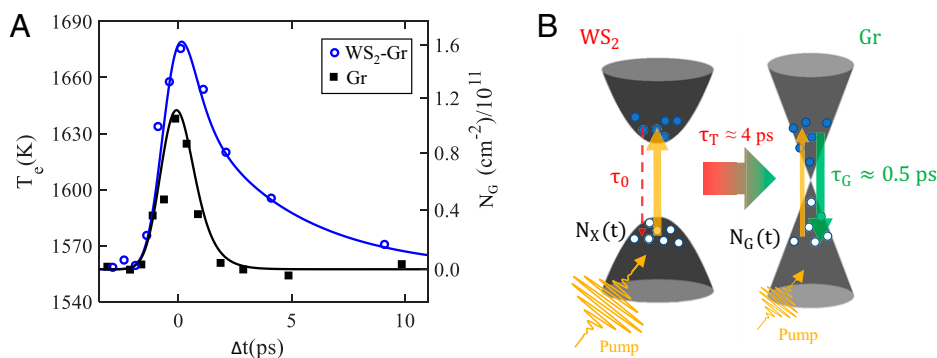 A
1690
1660
1630
1600
1570
1540
T_e(K)
0
5
10
Δt(ps)
1.6
1.2
0.8
0.4
0.0
N_G (cm⁻²)/10¹¹
WS₂-Gr
Gr
B
WS₂
Gr
τ_T ≈ 4 ps
τ₀
τ_G ≈ 0.5 ps
N_X(t)
N_G(t)
Pump
Pump